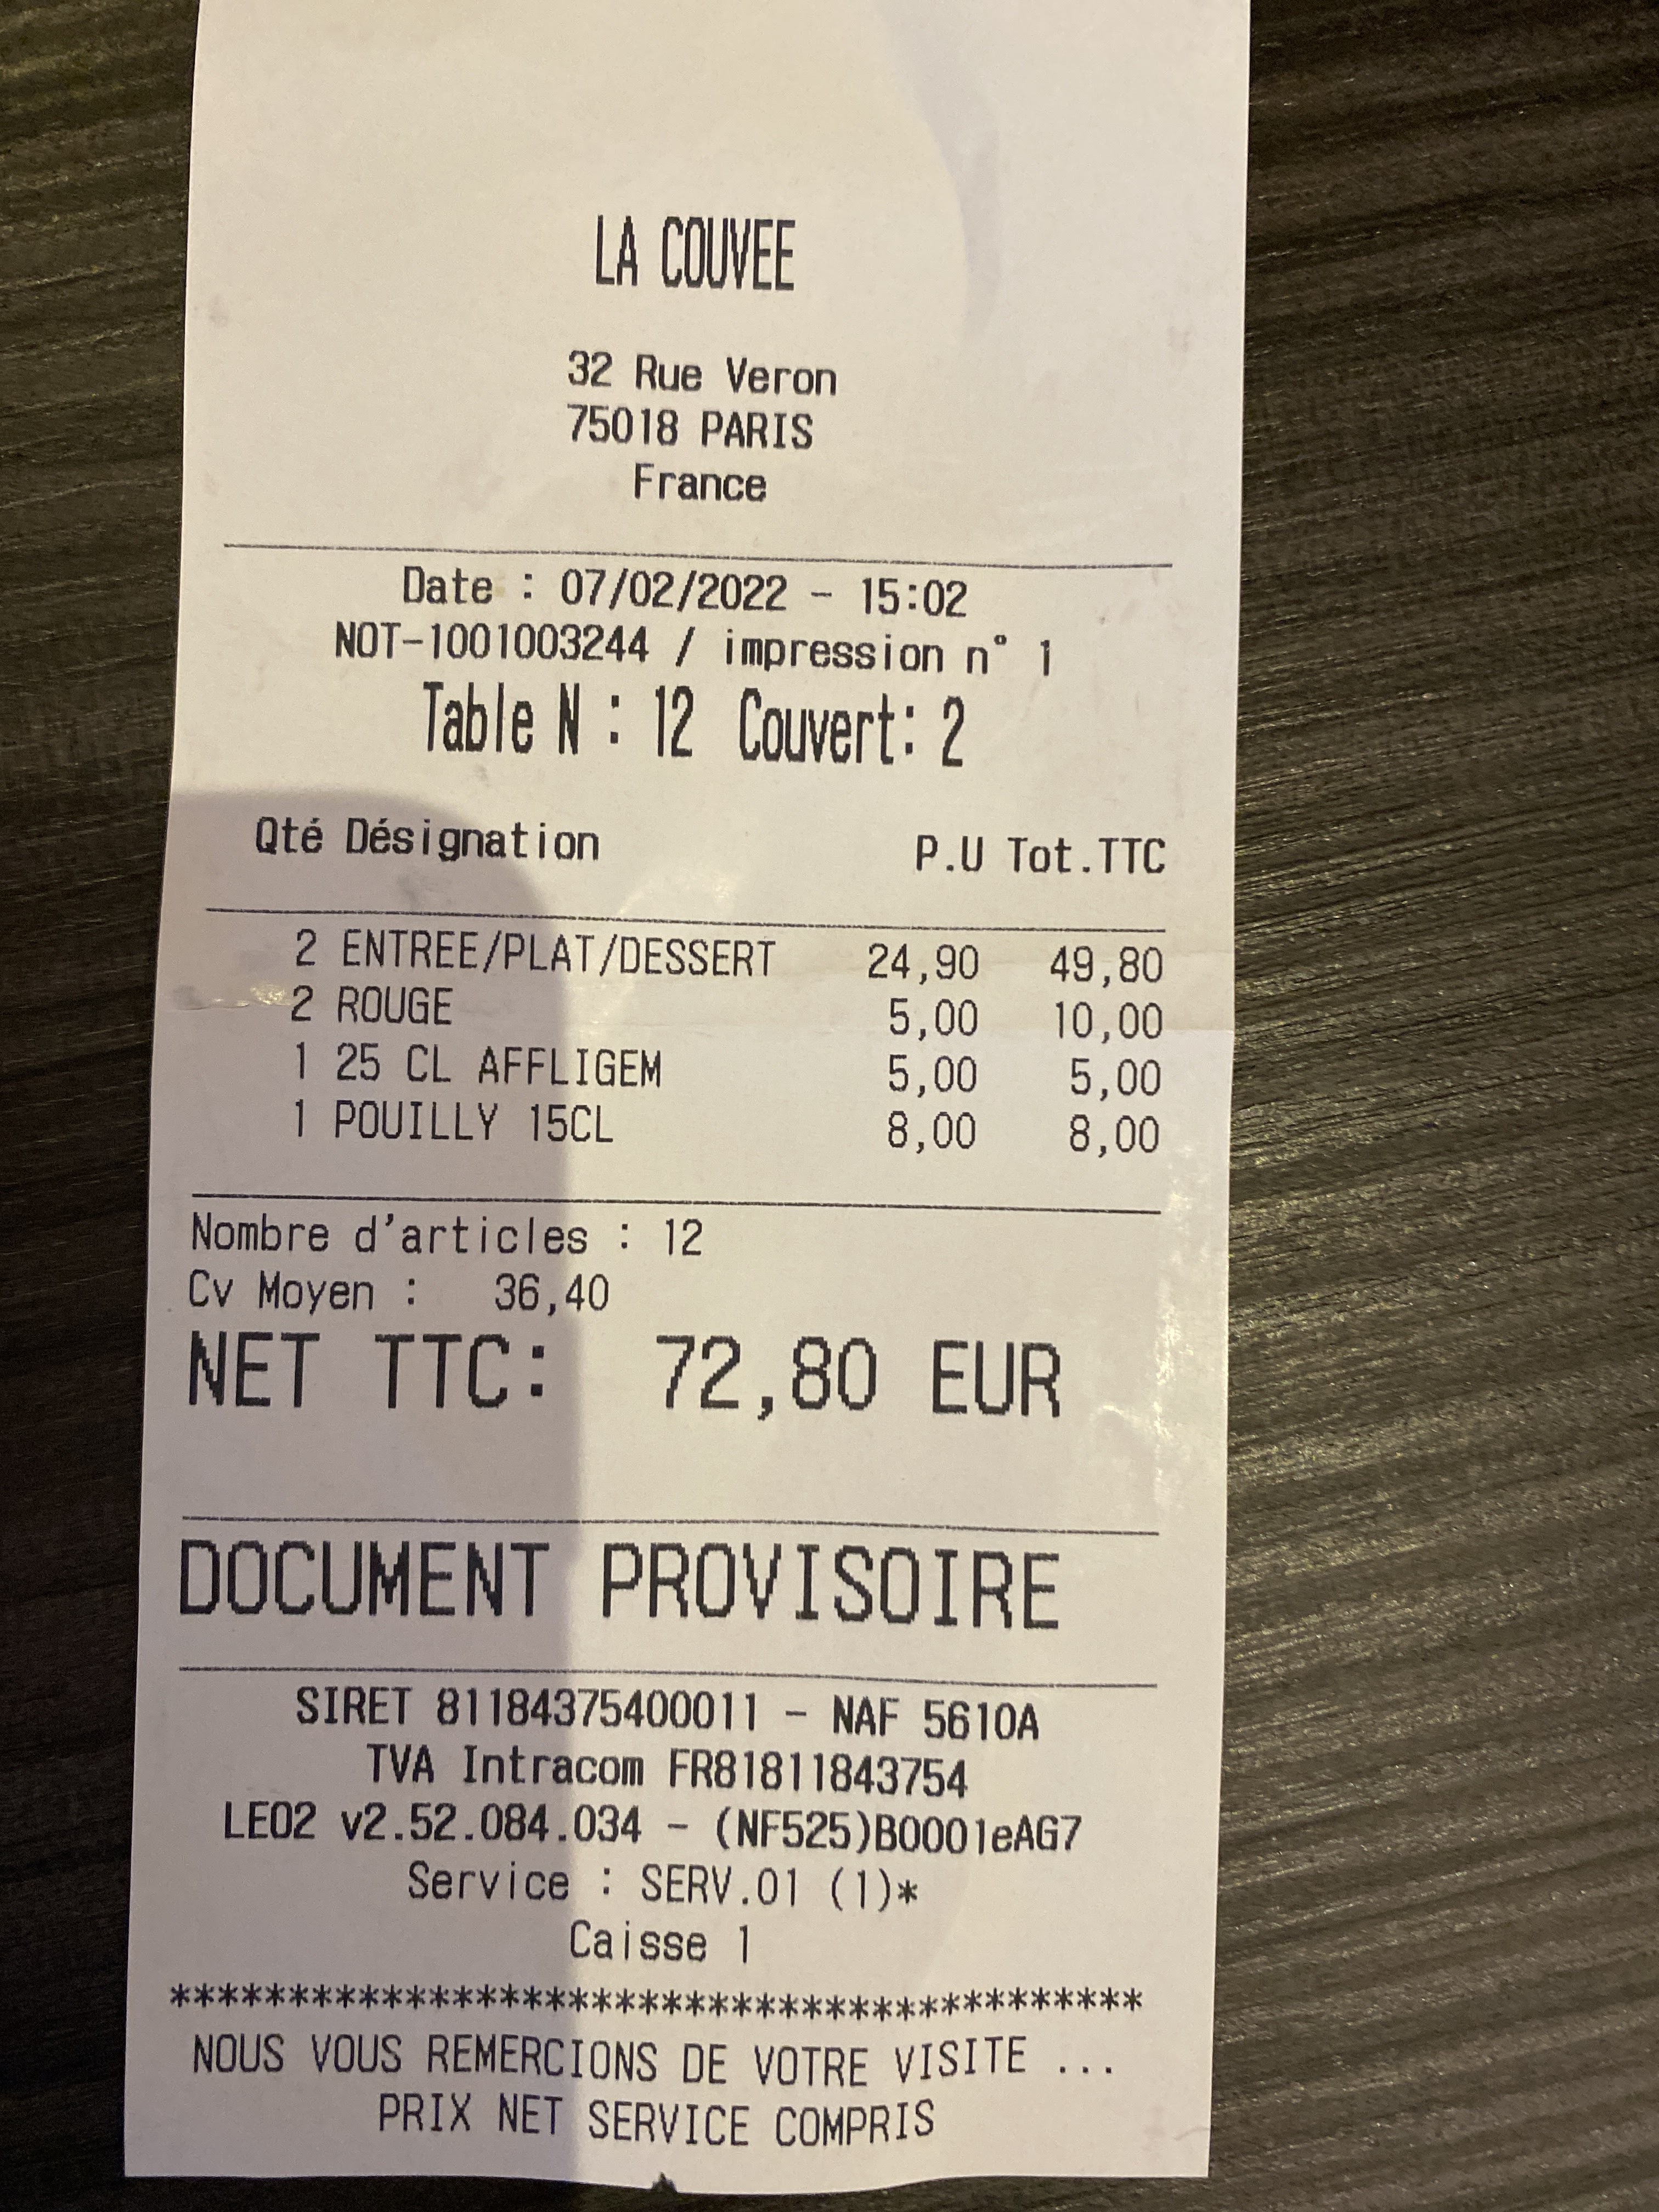 LA COUVEE
32 Rue Veron
75018 PARIS
France
Date : 07/02/2022 - 15:02
NOT-1001003244 / impression n° 1
Table N : 12 Couvert: 2
Qté Désignation P.U Tot.TTC
2 ENTREE/PLAT/DESSERT 24,90 49,80
2 ROUGE 5,00 10,00
1 25 CL AFFLIGEM 5,00 5,00
1 POUILLY 15CL 8,00 8,00
Nombre d'articles : 12
Cv Moyen : 36,40
NET TTC: 72,80 EUR
DOCUMENT PROVISOIRE
SIRET 81184375400011 - NAF 5610A
TVA Intracom FR81811843754
LEO2 v2.52.084.034 - (NF525)B0001eAG7
Service : SERV.01 (1)*
Caisse 1
******************************************
NOUS VOUS REMERCIONS DE VOTRE VISITE ...
PRIX NET SERVICE COMPRIS